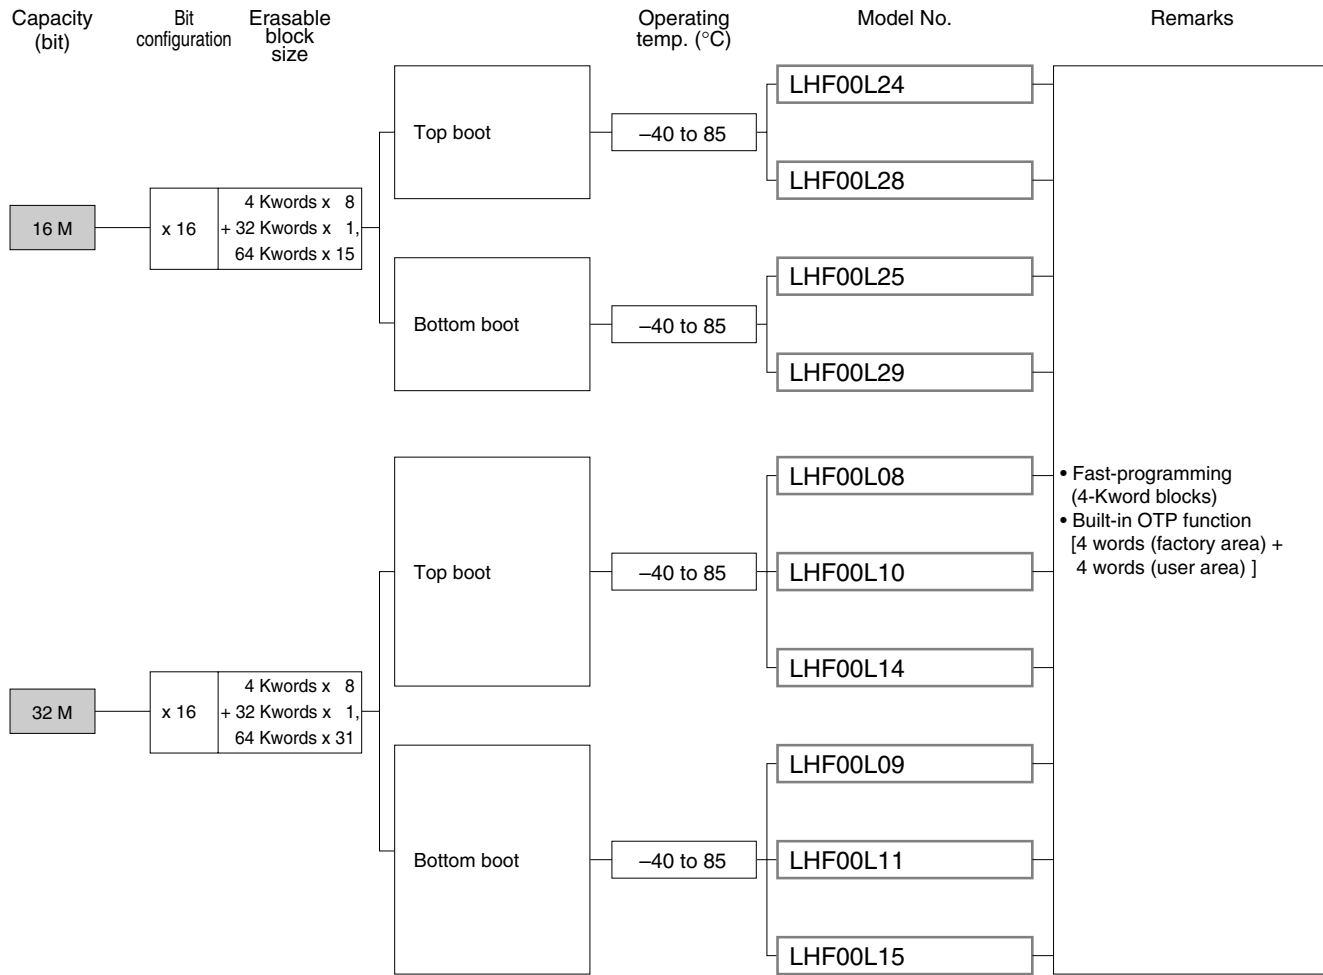 Capacity
(bit)
Bit
configuration
Erasable
block
size
Operating
temp. (°C)
Model No.
Remarks
16 M
x 16
4 Kwords x 8
+ 32 Kwords x 1,
64 Kwords x 15
Top boot
–40 to 85
LHF00L24
LHF00L28
Bottom boot
–40 to 85
LHF00L25
LHF00L29
32 M
x 16
4 Kwords x 8
+ 32 Kwords x 1,
64 Kwords x 31
Top boot
–40 to 85
LHF00L08
LHF00L10
LHF00L14
Bottom boot
–40 to 85
LHF00L09
LHF00L11
LHF00L15
• Fast-programming
(4-Kword blocks)
• Built-in OTP function
[4 words (factory area) +
4 words (user area) ]